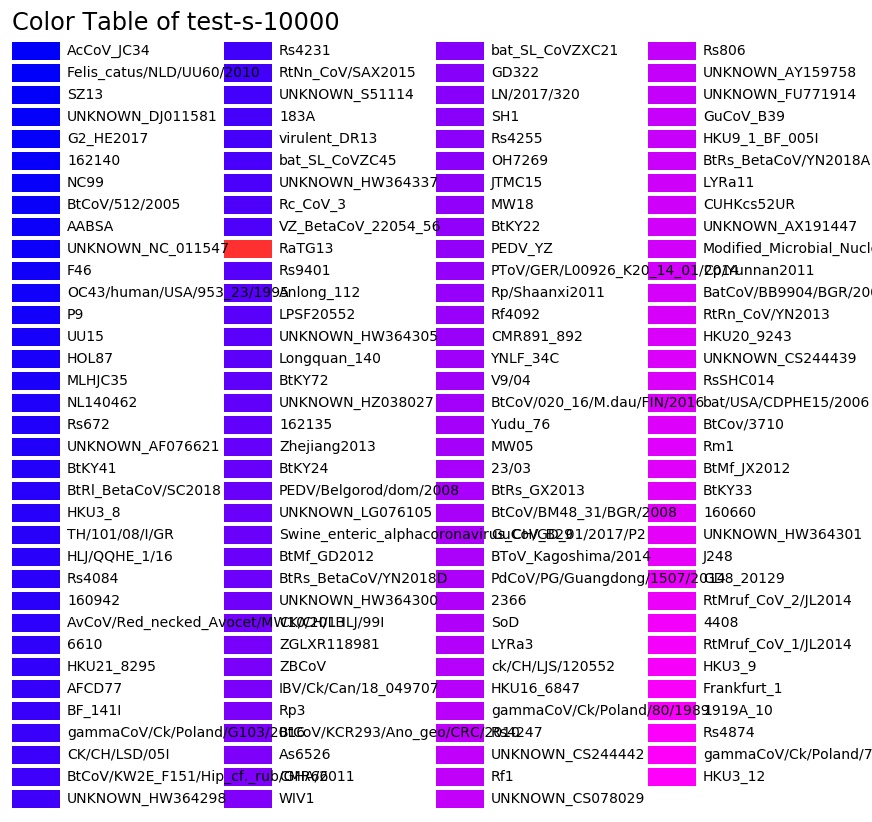 Color Table of test-s-10000
AcCoV_JC34
Felis_catus/NLD/UU60/2010
SZ13
UNKNOWN_DJ011581
G2_HE2017
162140
NC99
BtCoV/512/2005
AABSA
UNKNOWN_NC_011547
F46
OC43/human/USA/953_23/1995
P9
UU15
HOL87
MLHJC35
NL140462
Rs672
UNKNOWN_AF076621
BtKY41
BtRl_BetaCoV/SC2018
HKU3_8
TH/101/08/I/GR
HLJ/QQHE_1/16
Rs4084
160942
AvCoV/Red_necked_Avocet/MW10/2011
6610
HKU21_8295
AFCD77
BF_141I
gammaCoV/Ck/Poland/G103/2016
CK/CH/LSD/05I
BtCoV/KW2E_F151/Hip_cf._rub/GHA/2011
UNKNOWN_HW364298
Rs4231
RtNn_CoV/SAX2015
UNKNOWN_S51114
183A
virulent_DR13
bat_SL_CoVZC45
UNKNOWN_HW364337
Rc_CoV_3
VZ_BetaCoV_22054_56
RaTG13
Rs9401
Anlong_112
LPSF20552
UNKNOWN_HW364305
Longquan_140
BtKY72
UNKNOWN_HZ038027
162135
Zhejiang2013
BtKY24
PEDV/Belgorod/dom/2008
UNKNOWN_LG076105
Swine_enteric_alphacoronavirus_CH/GD_01/2017/P2
BtMf_GD2012
BtRs_BetaCoV/YN2018D
UNKNOWN_HW364300
CK/CH/LHLJ/99I
ZGLXR118981
ZBCoV
IBV/Ck/Can/18_049707
Rp3
BtCoV/KCR293/Ano_geo/CRC/2010
As6526
WIV1
bat_SL_CoVZXC21
GD322
LN/2017/320
SH1
Rs4255
OH7269
JTMC15
MW18
BtKY22
PEDV_YZ
PToV/GER/L00926_K20_14_01/2014
Rp/Shaanxi2011
Rf4092
CMR891_892
YNLF_34C
V9/04
BtCoV/020_16/M.dau/FIN/2016
Yudu_76
MW05
23/03
BtRs_GX2013
BtCoV/BM48_31/BGR/2008
BToV_Kagoshima/2014
PdCoV/PG/Guangdong/1507/2014
2366
SoD
LYRa3
ck/CH/LJS/120552
HKU16_6847
gammaCoV/Ck/Poland/80/1989
Rs4247
UNKNOWN_CS244442
Rf1
UNKNOWN_CS078029
Rs806
UNKNOWN_AY159758
UNKNOWN_FU771914
GuCoV_B39
HKU9_1_BF_005I
BtRs_BetaCoV/YN2018A
LYRa11
CUHKcs52UR
UNKNOWN_AX191447
Modified_Microbial_Nucl
Cp/Yunnan2011
BatCoV/BB9904/BGR/200
RtRn_CoV/YN2013
HKU20_9243
UNKNOWN_CS244439
RsSHC014
bat/USA/CDPHE15/2006
BtCov/3710
Rm1
BtMf_JX2012
BtKY33
160660
UNKNOWN_HW364301
J248
RtMruf_CoV_2/JL2014
4408
RtMruf_CoV_1/JL2014
HKU3_9
Frankfurt_1
1919A_10
Rs4874
gammaCoV/Ck/Poland/7
HKU3_12